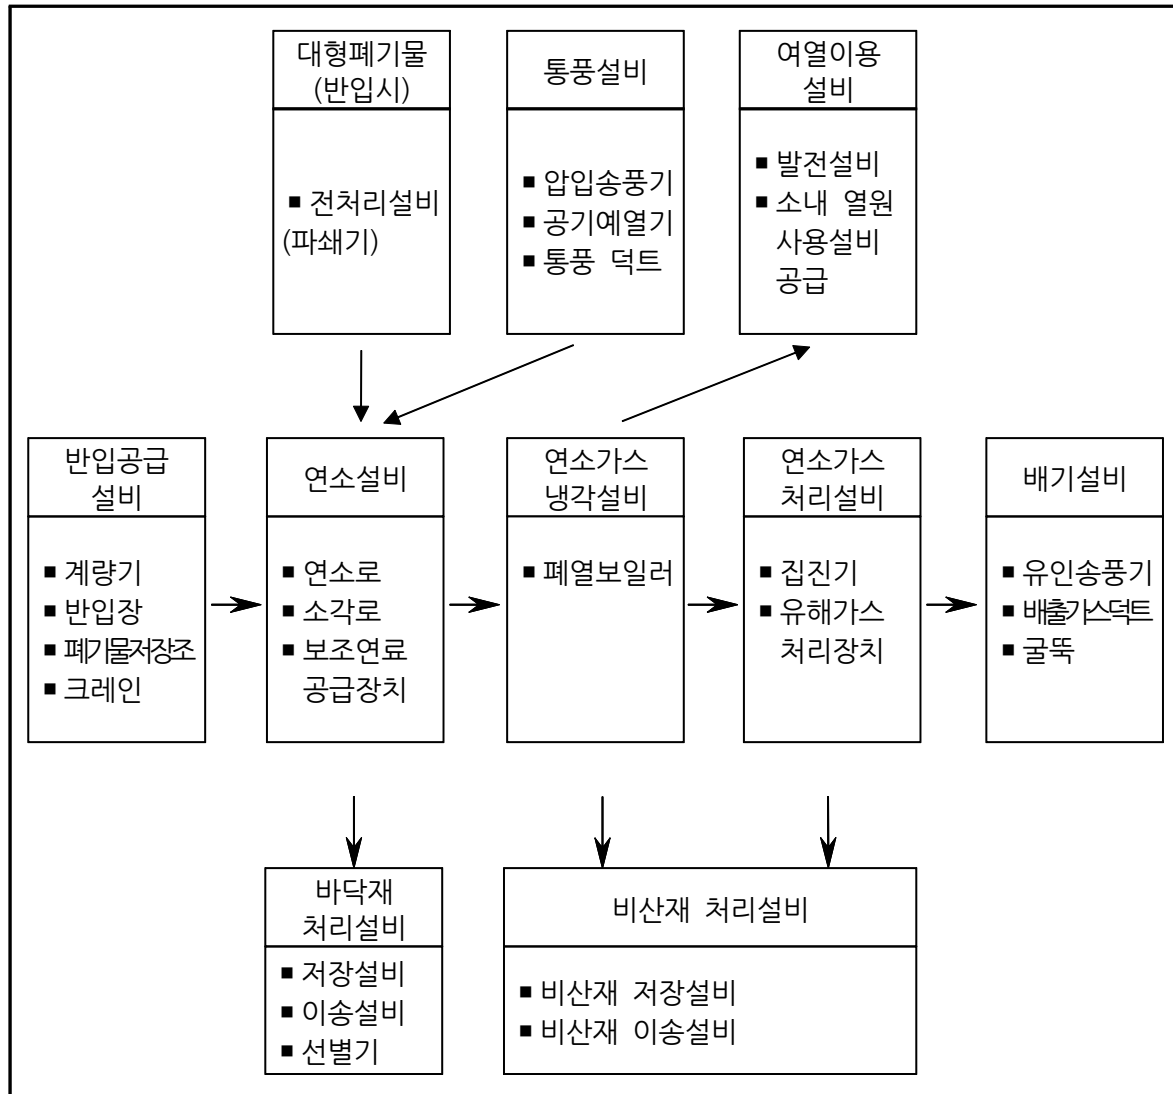 대형폐기물
(반입시)
■ 전처리설비
(파쇄기)
통풍설비
■ 압입송풍기
■ 공기예열기
■ 통풍 덕트
여열이용
설비
■ 발전설비
■ 소내 열원
사용설비
공급
반입공급
설비
■ 계량기
■ 반입장
■ 폐기물저장조
■ 크레인
연소설비
■ 연소로
■ 소각로
■ 보조연료
공급장치
연소가스
냉각설비
■ 폐열보일러
연소가스
처리설비
■ 집진기
■ 유해가스
처리장치
배기설비
■ 유인송풍기
■ 배출가스덕트
■ 굴뚝
바닥재
처리설비
■ 저장설비
■ 이송설비
■ 선별기
비산재 처리설비
■ 비산재 저장설비
■ 비산재 이송설비